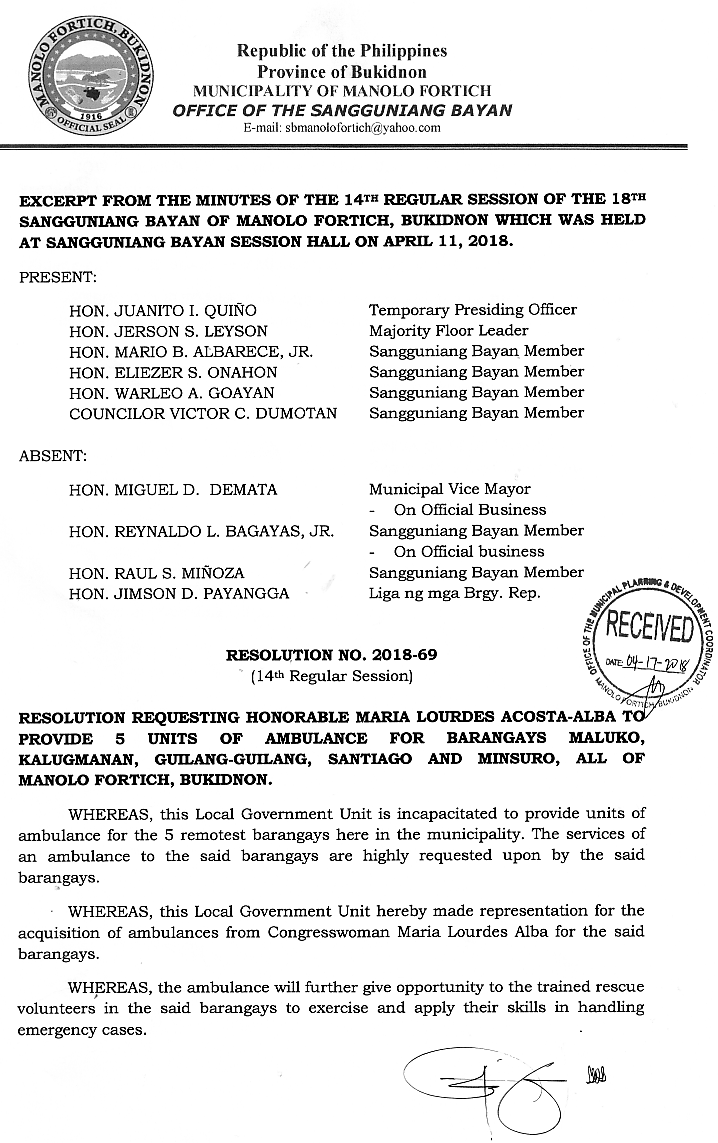 MANOLO FORTICH, BUKIDNON
1916
OFFICIAL SEAL
Republic of the Philippines
Province of Bukidnon
MUNICIPALITY OF MANOLO FORTICH
OFFICE OF THE SANGGUNIANG BAYAN
E-mail: sbmanolofortich@yahoo.com
EXCERPT FROM THE MINUTES OF THE 14TH REGULAR SESSION OF THE 18TH
SANGGUNIANG BAYAN OF MANOLO FORTICH, BUKIDNON WHICH WAS HELD
AT SANGGUNIANG BAYAN SESSION HALL ON APRIL 11, 2018.
PRESENT:
HON. JUANITO I. QUIÑO Temporary Presiding Officer
HON. JERSON S. LEYSON Majority Floor Leader
HON. MARIO B. ALBARECE, JR. Sangguniang Bayan Member
HON. ELIEZER S. ONAHON Sangguniang Bayan Member
HON. WARLEO A. GOAYAN Sangguniang Bayan Member
COUNCILOR VICTOR C. DUMOTAN Sangguniang Bayan Member
ABSENT:
HON. MIGUEL D. DEMATA Municipal Vice Mayor
- On Official Business
HON. REYNALDO L. BAGAYAS, JR. Sangguniang Bayan Member
- On Official business
HON. RAUL S. MIÑOZA Sangguniang Bayan Member
HON. JIMSON D. PAYANGGA Liga ng mga Brgy. Rep.
OFFICE OF THE MUNICIPAL PLANNING & DEVELOPMENT COORDINATOR
RECEIVED
DATE: 04-17-2018
MANOLO FORTICH, BUKIDNON
RESOLUTION NO. 2018-69
(14th Regular Session)
RESOLUTION REQUESTING HONORABLE MARIA LOURDES ACOSTA-ALBA TO
PROVIDE 5 UNITS OF AMBULANCE FOR BARANGAYS MALUKO,
KALUGMANAN, GUILANG-GUILANG, SANTIAGO AND MINSURO, ALL OF
MANOLO FORTICH, BUKIDNON.
WHEREAS, this Local Government Unit is incapacitated to provide units of
ambulance for the 5 remotest barangays here in the municipality. The services of
an ambulance to the said barangays are highly requested upon by the said
barangays.
WHEREAS, this Local Government Unit hereby made representation for the
acquisition of ambulances from Congresswoman Maria Lourdes Alba for the said
barangays.
WHEREAS, the ambulance will further give opportunity to the trained rescue
volunteers in the said barangays to exercise and apply their skills in handling
emergency cases.